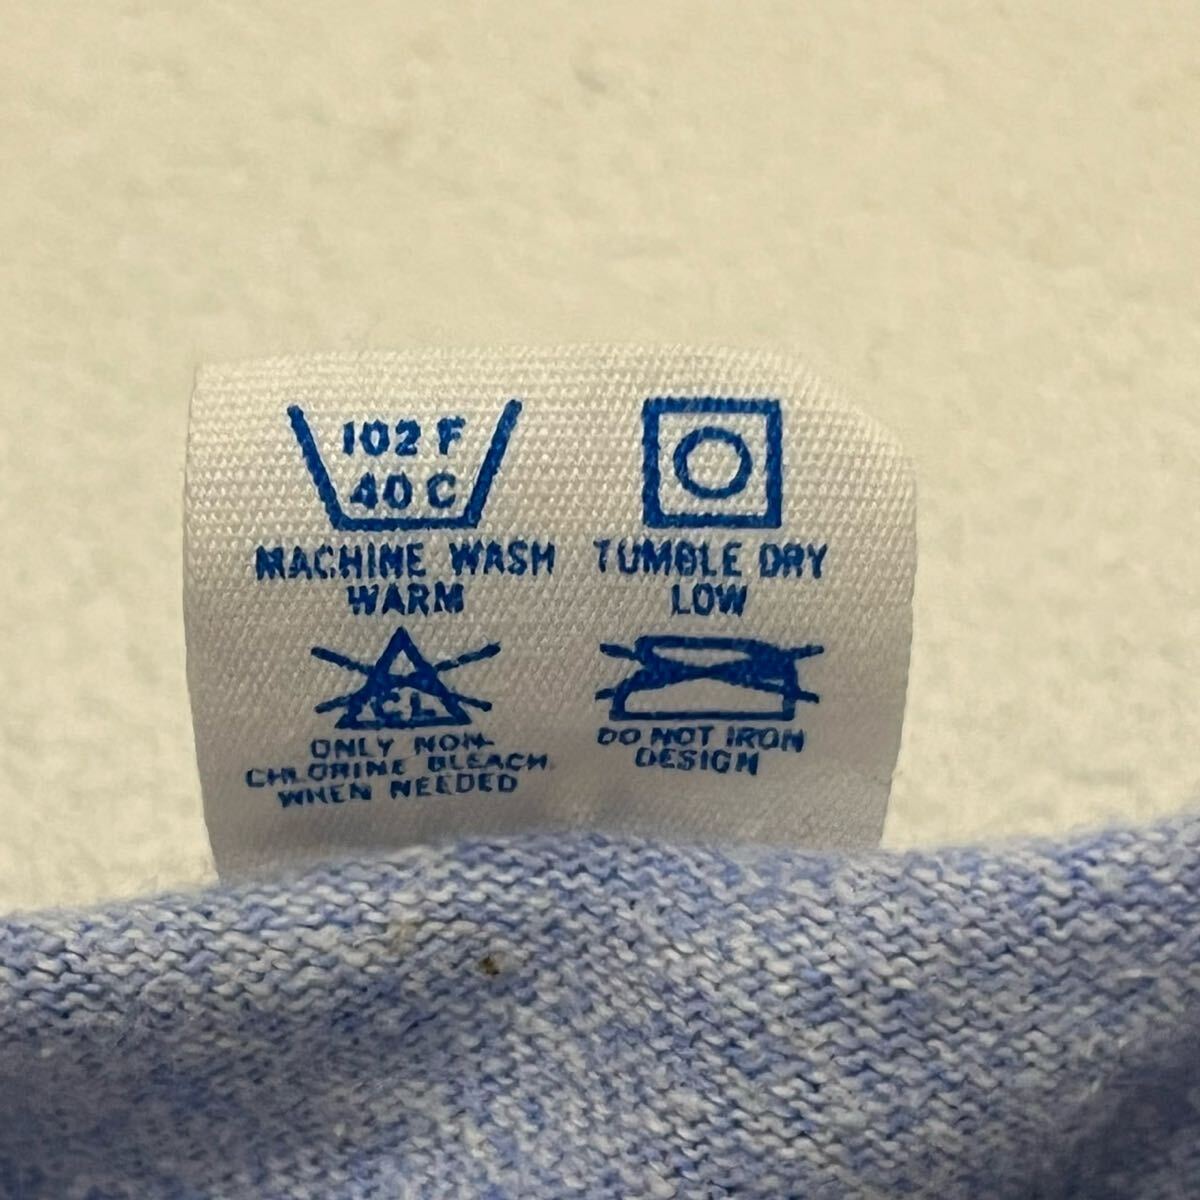 102 F
40 C
MACHINE WASH
WARM
TUMBLE DRY
LOW
CL
ONLY NON-
CHLORINE BLEACH
WHEN NEEDED
DO NOT IRON
DESIGN